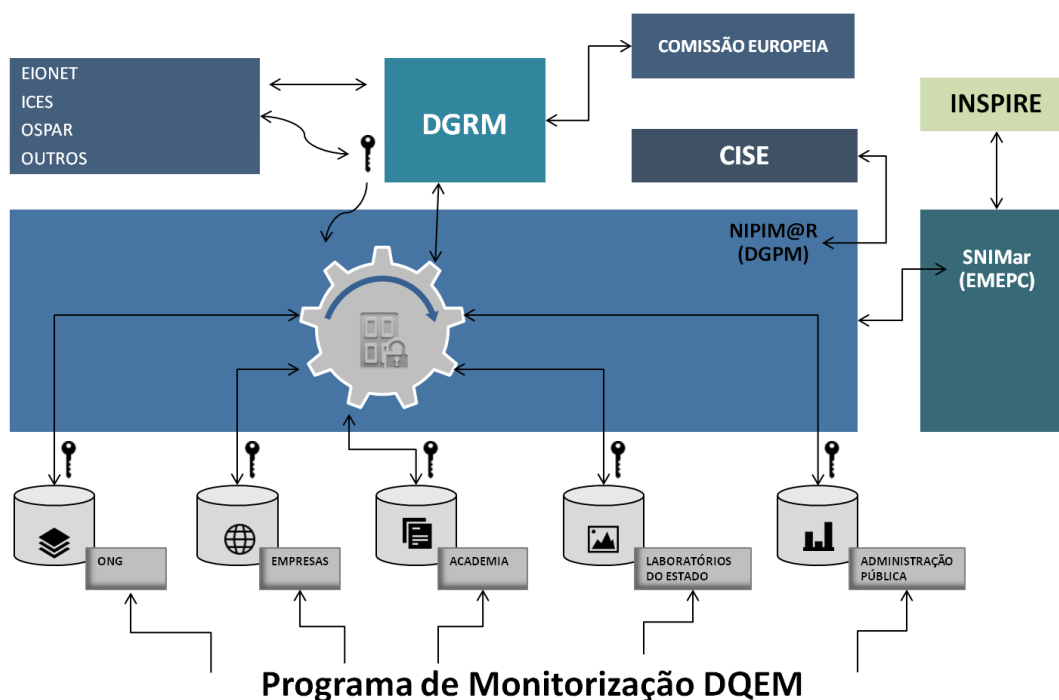 EIONET
ICES
OSPAR
OUTROS
DGRM
COMISSÃO EUROPEIA
CISE
INSPIRE
NIPIM@R
(DGPM)
SNIMar
(EMEPC)
ONG
EMPRESAS
ACADEMIA
LABORATÓRIOS
DO ESTADO
ADMINISTRAÇÃO
PÚBLICA
Programa de Monitorização DQEM